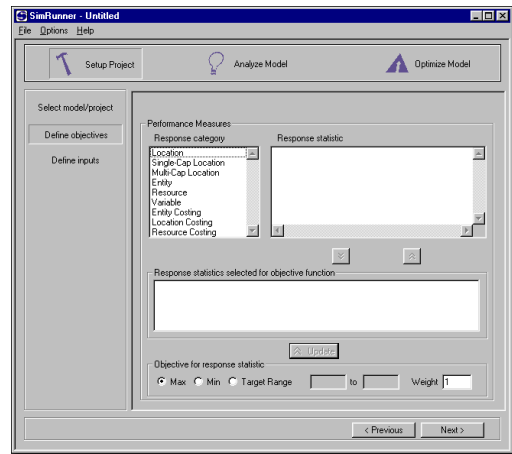 SimRunner - Untitled
File Options Help
Setup Project
Analyze Model
Optimize Model
Select model/project
Define objectives
Define inputs
Performance Measures
Response category
Response statistic
Location
Single-Cap Location
Multi-Cap Location
Entity
Resource
Variable
Entity Costing
Location Costing
Resource Costing
Response statistics selected for objective function
Update
Objective for response statistic
Max Min Target Range to Weight 1
< Previous Next >